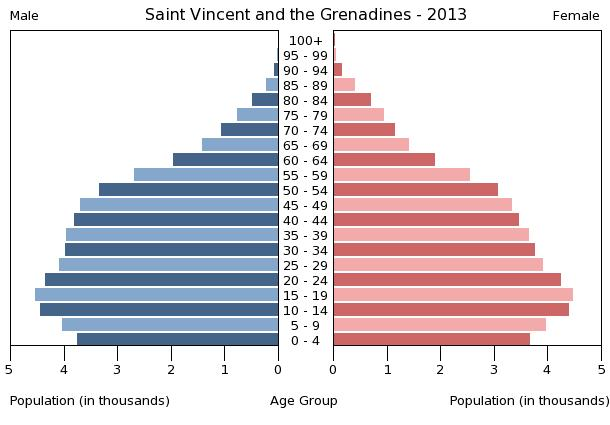 Male Saint Vincent and the Grenadines - 2013 Female
100+
95 - 99
90 - 94
85 - 89
80 - 84
75 - 79
70 - 74
65 - 69
60 - 64
55 - 59
50 - 54
45 - 49
40 - 44
35 - 39
30 - 34
25 - 29
20 - 24
15 - 19
10 - 14
5 - 9
0 - 4
5 4 3 2 1 0 0 1 2 3 4 5
Population (in thousands) Age Group Population (in thousands)